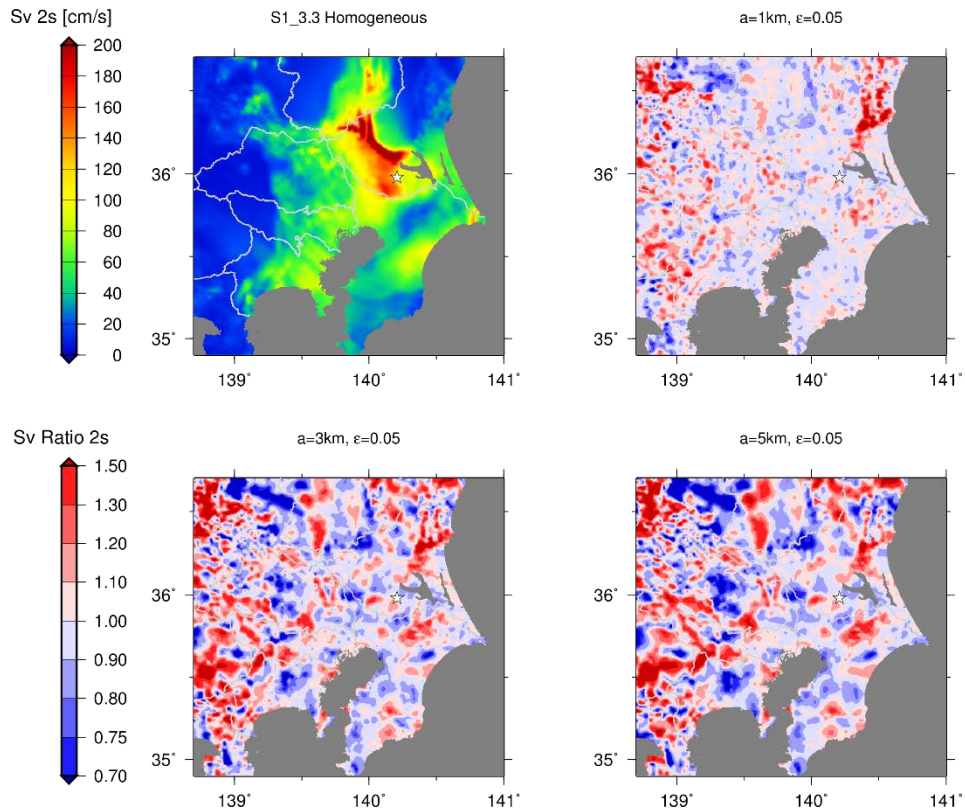 Sv 2s [cm/s]
200
180
160
140
120
100
80
60
40
20
0
S1_3.3 Homogeneous
36˚
35˚
139˚ 140˚ 141˚
a=1km, ε=0.05
36˚
35˚
139˚ 140˚ 141˚
Sv Ratio 2s
1.50
1.30
1.20
1.10
1.00
0.90
0.80
0.75
0.70
a=3km, ε=0.05
36˚
35˚
139˚ 140˚ 141˚
a=5km, ε=0.05
36˚
35˚
139˚ 140˚ 141˚